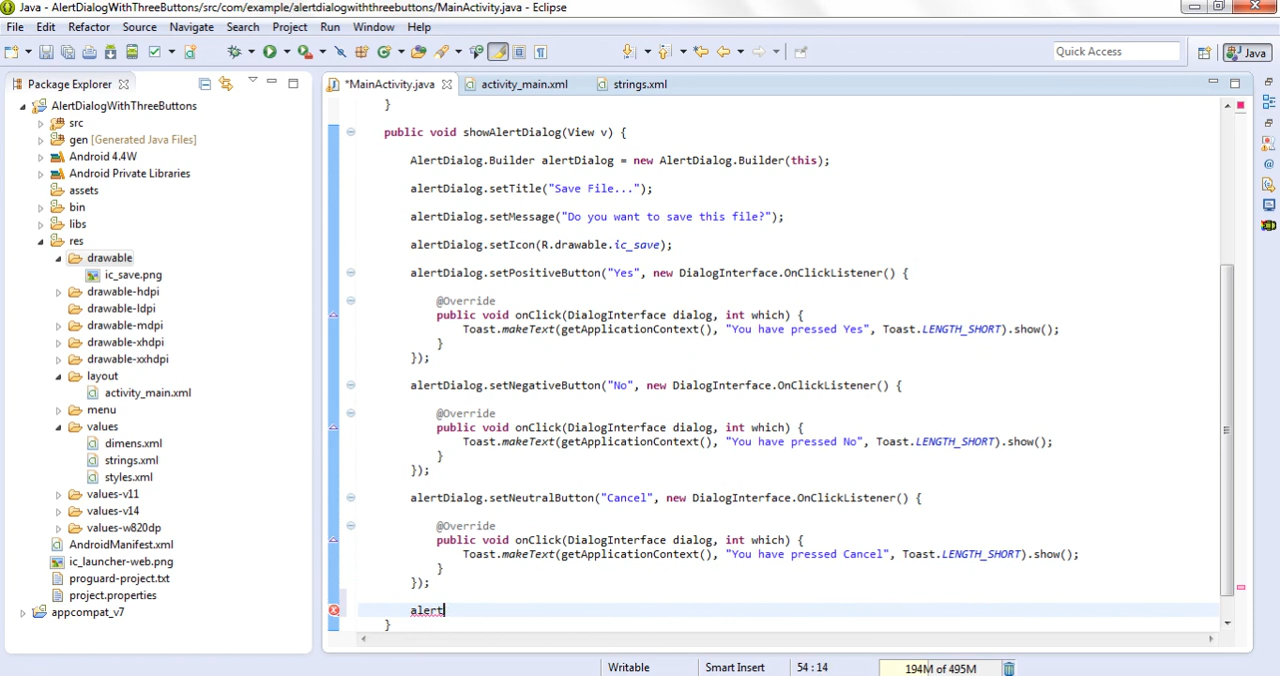 Java - AlertDialogWithThreeButtons/src/com/example/alertdialogwiththreebuttons/MainActivity.java - Eclipse
File Edit Refactor Source Navigate Search Project Run Window Help
Quick Access Java
Package Explorer
AlertDialogWithThreeButtons
src
gen [Generated Java Files]
Android 4.4W
Android Private Libraries
assets
bin
libs
res
drawable
ic_save.png
drawable-hdpi
drawable-ldpi
drawable-mdpi
drawable-xhdpi
drawable-xxhdpi
layout
activity_main.xml
menu
values
dimens.xml
strings.xml
styles.xml
values-v11
values-v14
values-w820dp
AndroidManifest.xml
ic_launcher-web.png
proguard-project.txt
project.properties
appcompat_v7
*MainActivity.java activity_main.xml strings.xml
}
public void showAlertDialog(View v) {
AlertDialog.Builder alertDialog = new AlertDialog.Builder(this);
alertDialog.setTitle("Save File...");
alertDialog.setMessage("Do you want to save this file?");
alertDialog.setIcon(R.drawable.ic_save);
alertDialog.setPositiveButton("Yes", new DialogInterface.OnClickListener() {
@Override
public void onClick(DialogInterface dialog, int which) {
Toast.makeText(getApplicationContext(), "You have pressed Yes", Toast.LENGTH_SHORT).show();
}
});
alertDialog.setNegativeButton("No", new DialogInterface.OnClickListener() {
@Override
public void onClick(DialogInterface dialog, int which) {
Toast.makeText(getApplicationContext(), "You have pressed No", Toast.LENGTH_SHORT).show();
}
});
alertDialog.setNeutralButton("Cancel", new DialogInterface.OnClickListener() {
@Override
public void onClick(DialogInterface dialog, int which) {
Toast.makeText(getApplicationContext(), "You have pressed Cancel", Toast.LENGTH_SHORT).show();
}
});
alert
}
Writable Smart Insert 54 : 14 194M of 495M